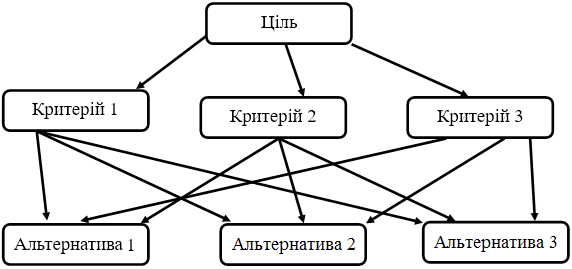 Ціль
Критерій 1
Критерій 2
Критерій 3
Альтернатива 1
Альтернатива 2
Альтернатива 3